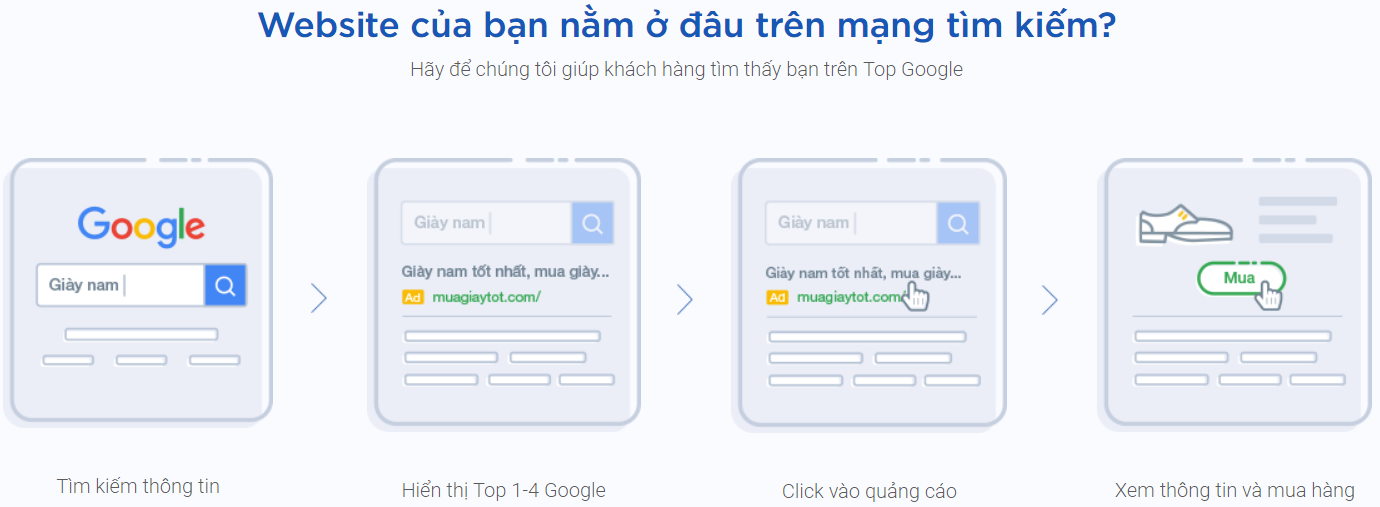 Website của bạn nằm ở đâu trên mạng tìm kiếm?
Hãy để chúng tôi giúp khách hàng tìm thấy bạn trên Top Google
Google
Giày nam
Tìm kiếm thông tin
Giày nam
Giày nam tốt nhất, mua giày...
Ad muagiaytot.com/
Hiển thị Top 1-4 Google
Giày nam
Giày nam tốt nhất, mua giày...
Ad muagiaytot.com/
Click vào quảng cáo
Mua
Xem thông tin và mua hàng